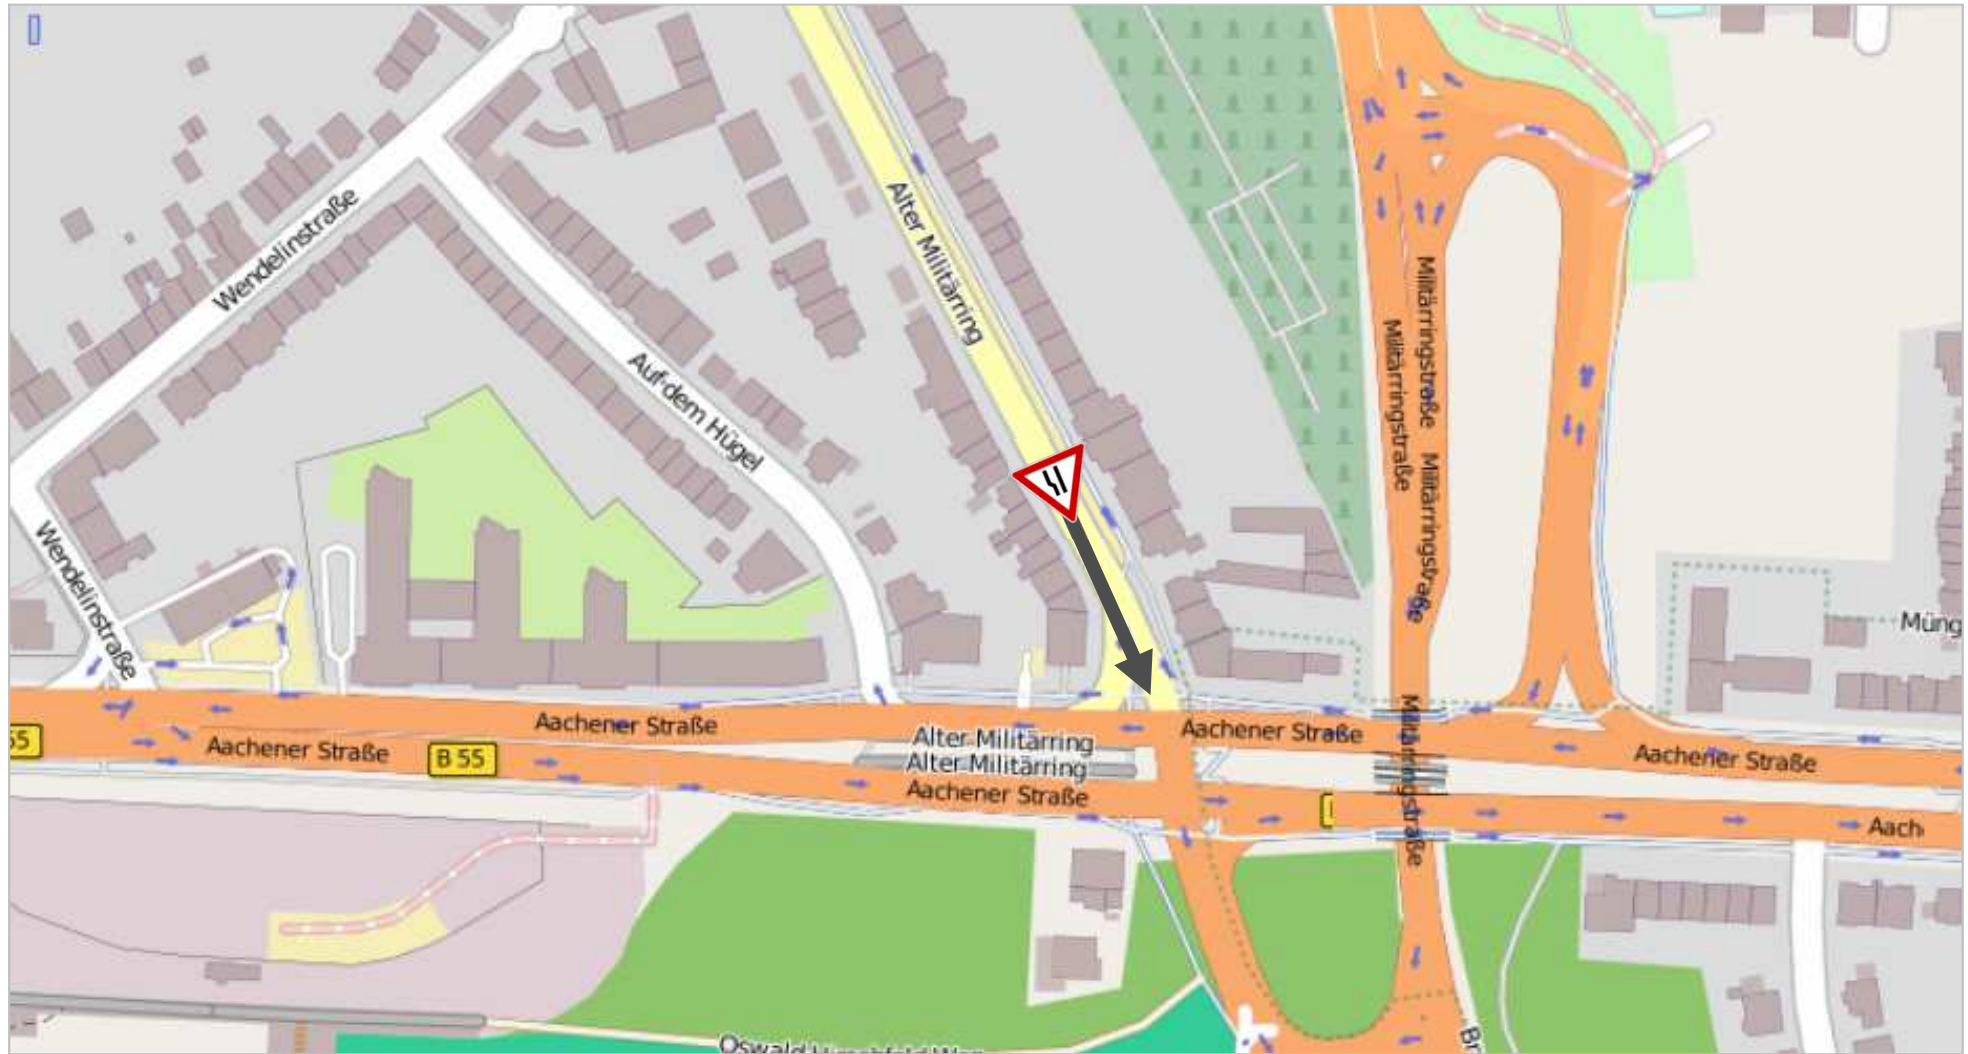 Wendelinstraße
Alter Militärring
Militärringstraße
Militärringstraße
Auf dem Hügel
Militärringstraße
Wendelinstraße
Müng
Aachener Straße
Aachener Straße
Alter Militärring
Aachener Straße
B 55
Aachener Straße
55
Alter Militärring
Aachener Straße
Militärringstraße
Aach
Br